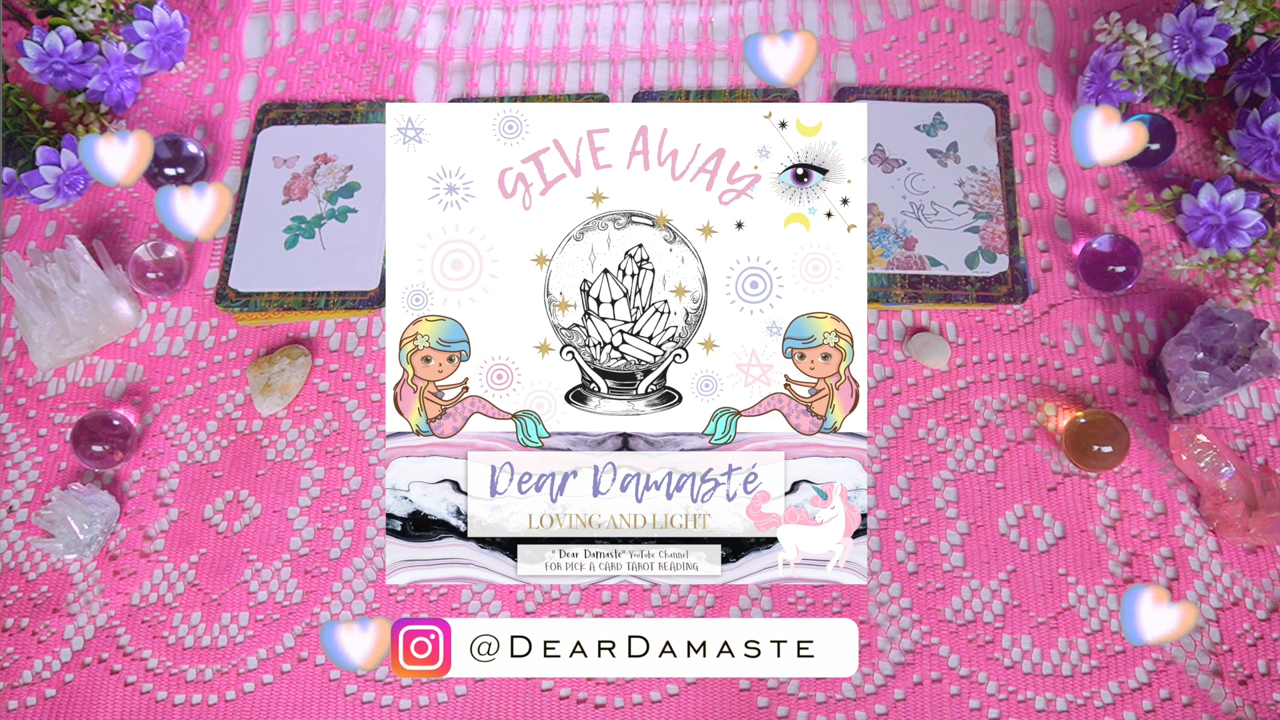 GIVE AWAY
Dear Damasté
LOVING AND LIGHT
" Dear Damaste" YouTube Channel
FOR PICK A CARD TAROT READING
@DEARDAMASTE